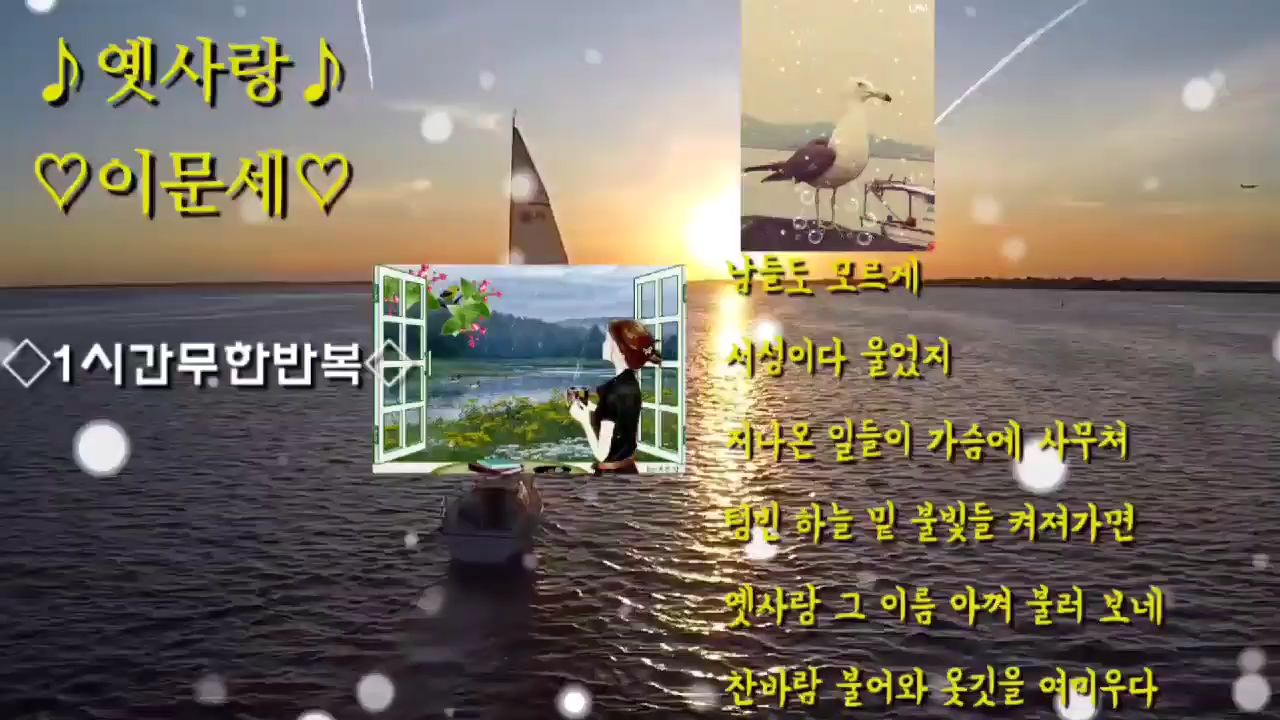 ♪옛사랑♪
♡이문세♡
◇1시간무한반복◇
남들도 모르게
서성이다 울었지
지나온 일들이 가슴에 사무쳐
텅빈 하늘 밑 불빛들 켜져가면
옛사랑 그 이름 아껴 불러 보네
찬바람 불어와 옷깃을 여미우다